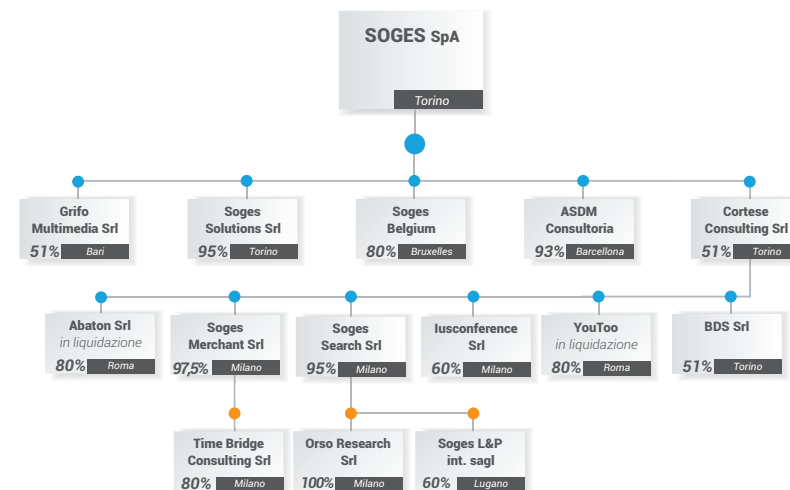 SOGES SpA
Torino
Grifo
Multimedia Srl
51% Bari
Soges
Solutions Srl
95% Torino
Soges
Belgium
80% Bruxelles
ASDM
Consultoria
93% Barcellona
Cortese
Consulting Srl
51% Torino
Abaton Srl
in liquidazione
80% Roma
Soges
Merchant Srl
97,5% Milano
Soges
Search Srl
95% Milano
Iusconference
Srl
60% Milano
YouToo
in liquidazione
80% Roma
BDS Srl
51% Torino
Time Bridge
Consulting Srl
80% Milano
Orso Research
Srl
100% Milano
Soges L&P
int. sagl
60% Lugano